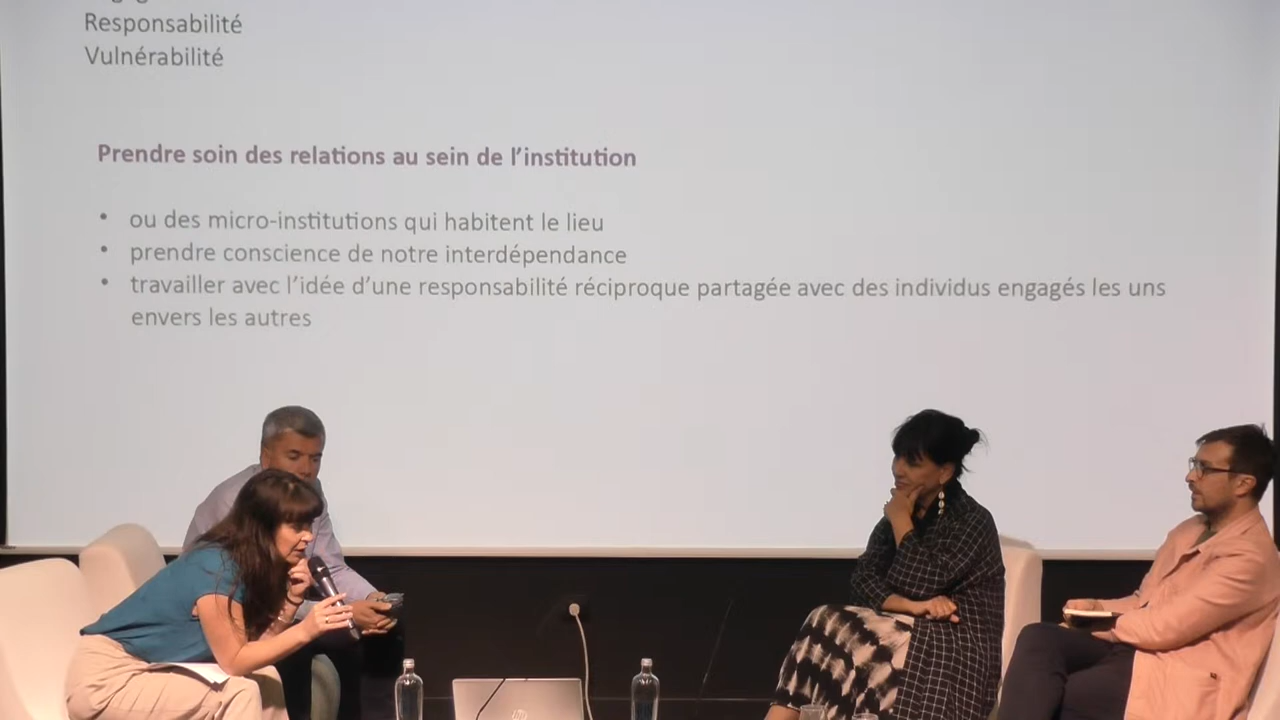 Responsabilité
Vulnérabilité
Prendre soin des relations au sein de l'institution
• ou des micro-institutions qui habitent le lieu
• prendre conscience de notre interdépendance
• travailler avec l'idée d'une responsabilité réciproque partagée avec des individus engagés les uns
envers les autres
hp